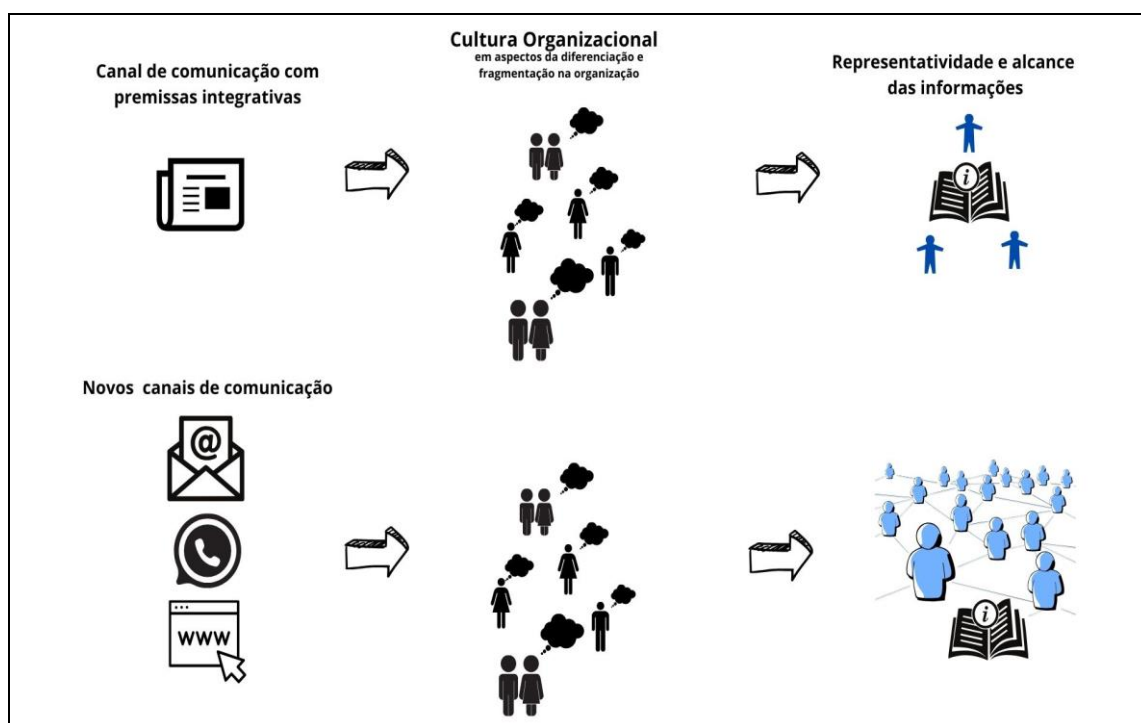 Canal de comunicação com
premissas integrativas
Cultura Organizacional
em aspectos da diferenciação e
fragmentação na organização
Representatividade e alcance
das informações
i
Novos canais de comunicação
@
www
i